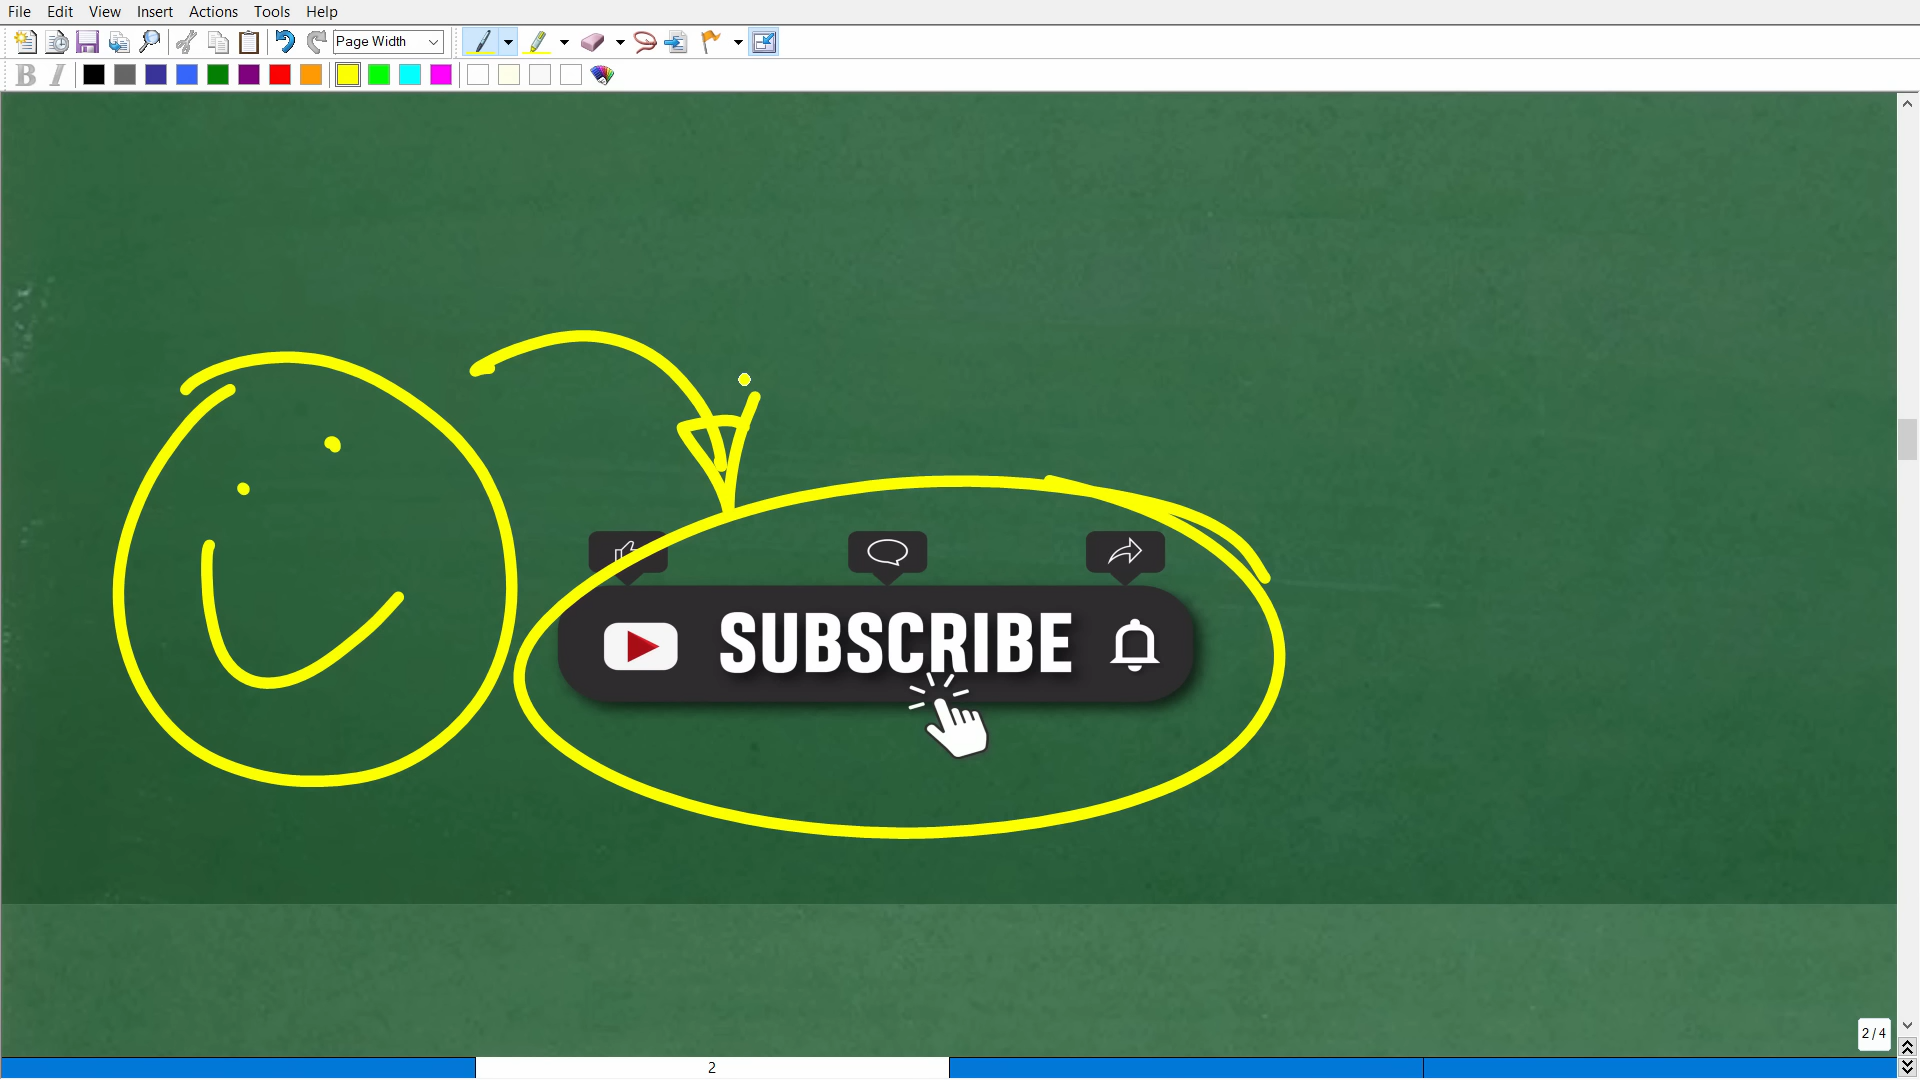 File Edit View Insert Actions Tools Help
Page Width
B I
SUBSCRIBE
2 / 4
2